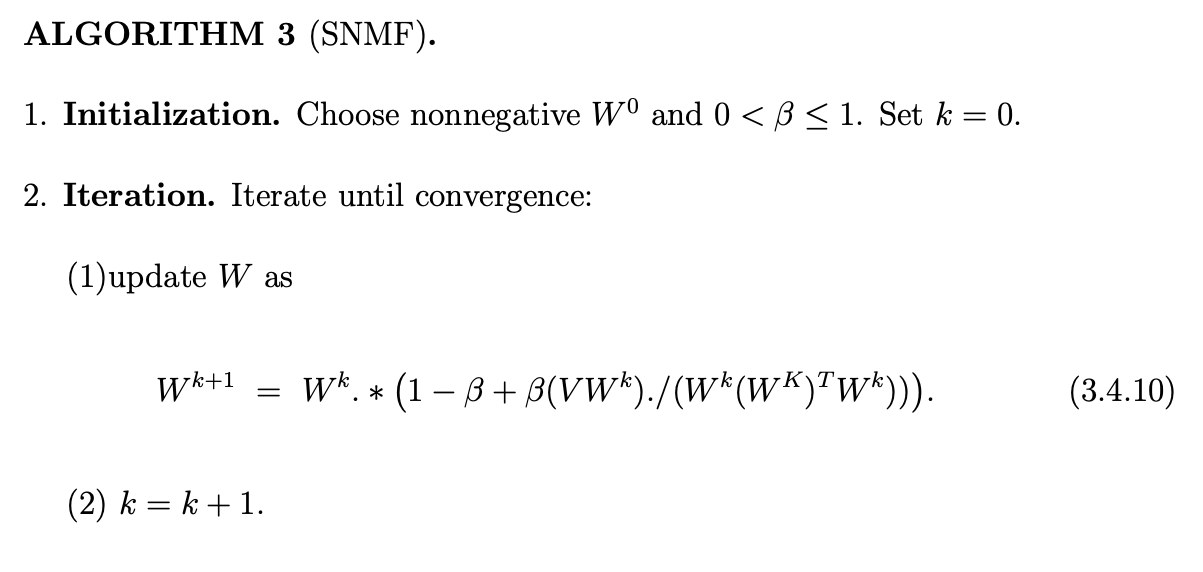 ALGORITHM 3 (SNMF).
1. Initialization. Choose nonnegative W⁰ and 0 < β ≤ 1. Set k = 0.
2. Iteration. Iterate until convergence:
(1)update W as
W^{k+1} = W^k. * (1 − β + β(VW^k)./(W^k(W^K)^T W^k))). (3.4.10)
(2) k = k + 1.